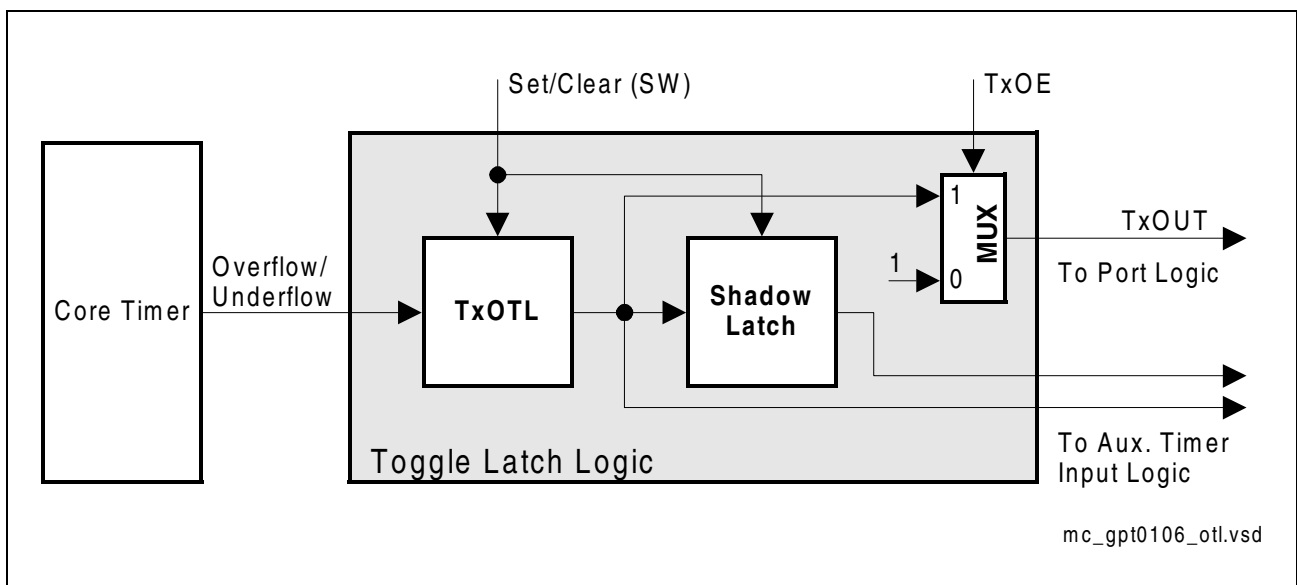 Set/Clear (SW)
TxOE
Core Timer
Overflow/
Underflow
TxOTL
Shadow
Latch
1
1
0
MUX
TxOUT
To Port Logic
To Aux. Timer
Input Logic
Toggle Latch Logic
mc_gpt0106_otl.vsd